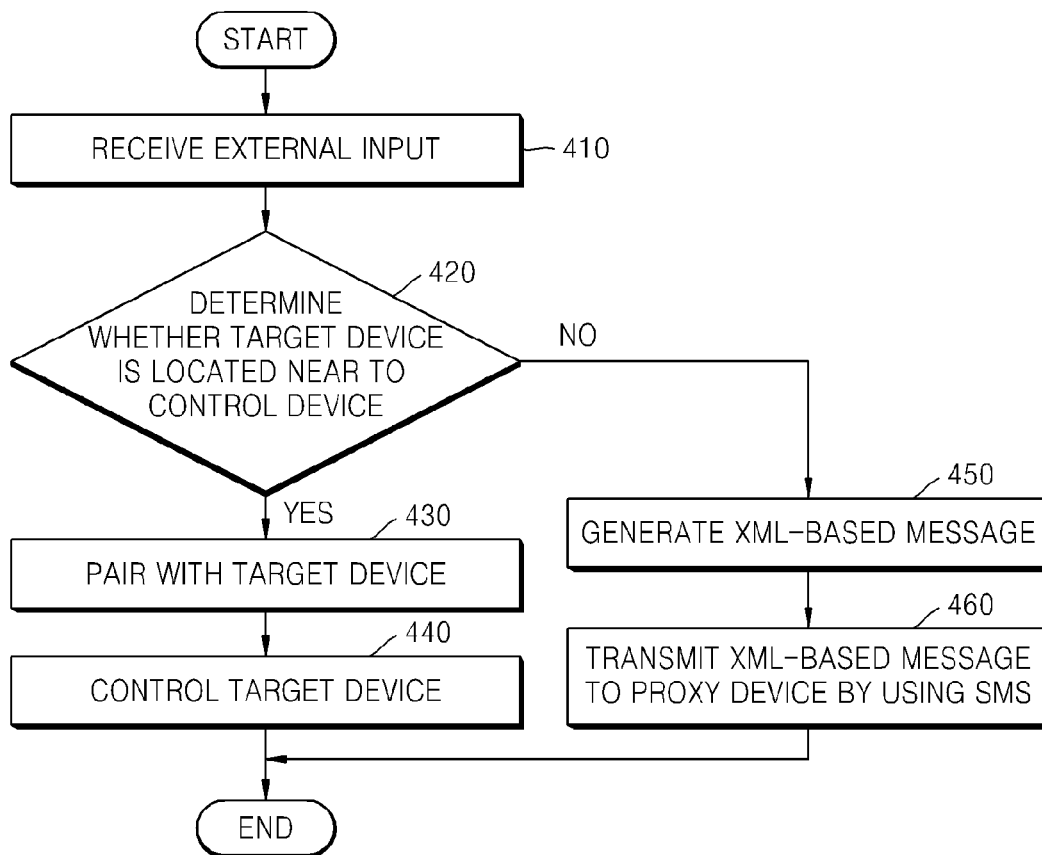 START
RECEIVE EXTERNAL INPUT
410
420
DETERMINE
WHETHER TARGET DEVICE
IS LOCATED NEAR TO
CONTROL DEVICE
NO
YES
430
PAIR WITH TARGET DEVICE
440
CONTROL TARGET DEVICE
450
GENERATE XML-BASED MESSAGE
460
TRANSMIT XML-BASED MESSAGE
TO PROXY DEVICE BY USING SMS
END